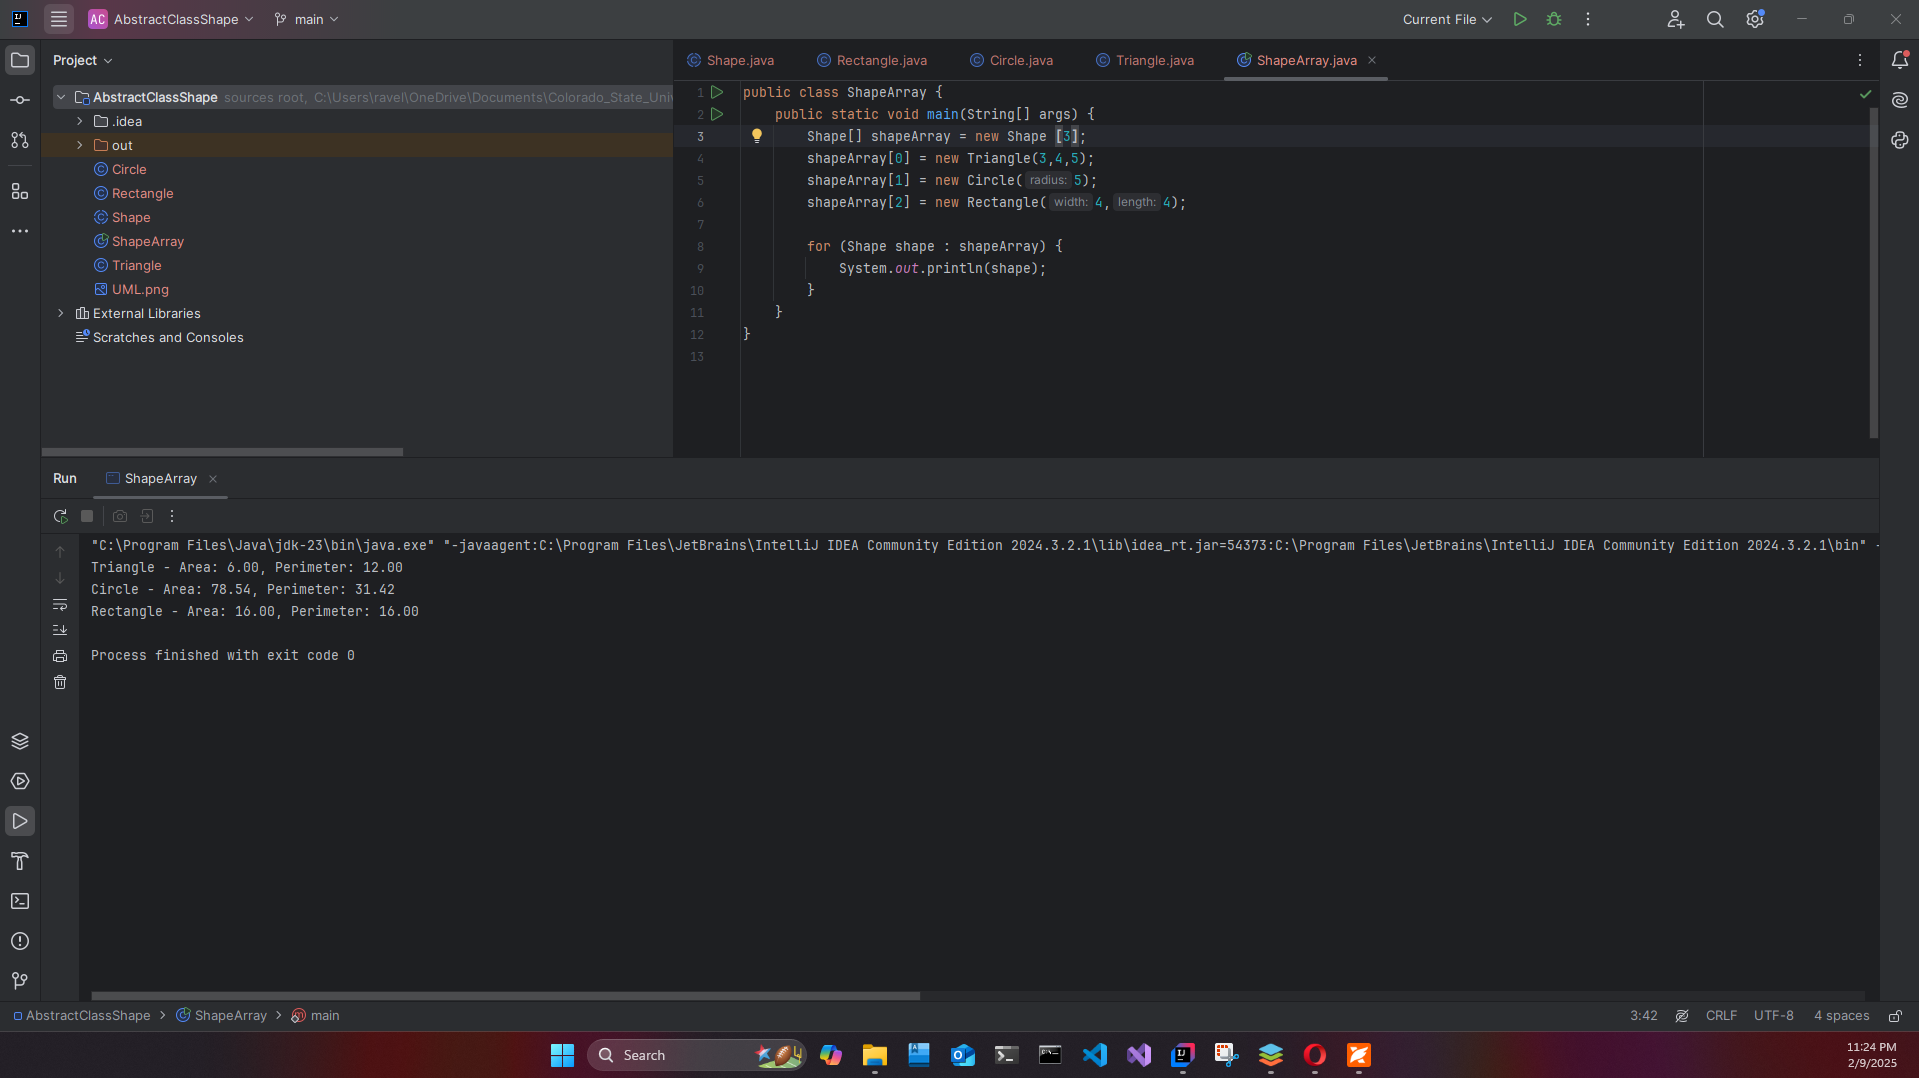 AC AbstractClassShape main Current File
Project
AbstractClassShape sources root, C:\Users\ravel\OneDrive\Documents\Colorado_State_Univ
.idea
out
Circle
Rectangle
Shape
ShapeArray
Triangle
UML.png
External Libraries
Scratches and Consoles
Shape.java Rectangle.java Circle.java Triangle.java ShapeArray.java
1 public class ShapeArray {
2 public static void main(String[] args) {
3 Shape[] shapeArray = new Shape [3];
4 shapeArray[0] = new Triangle(3,4,5);
5 shapeArray[1] = new Circle( radius: 5);
6 shapeArray[2] = new Rectangle( width: 4, length: 4);
7
8 for (Shape shape : shapeArray) {
9 System.out.println(shape);
10 }
11 }
12 }
13
Run ShapeArray
"C:\Program Files\Java\jdk-23\bin\java.exe" "-javaagent:C:\Program Files\JetBrains\IntelliJ IDEA Community Edition 2024.3.2.1\lib\idea_rt.jar=54373:C:\Program Files\JetBrains\IntelliJ IDEA Community Edition 2024.3.2.1\bin" -
Triangle - Area: 6.00, Perimeter: 12.00
Circle - Area: 78.54, Perimeter: 31.42
Rectangle - Area: 16.00, Perimeter: 16.00
Process finished with exit code 0
AbstractClassShape > ShapeArray > main 3:42 CRLF UTF-8 4 spaces
Search
11:24 PM
2/9/2025